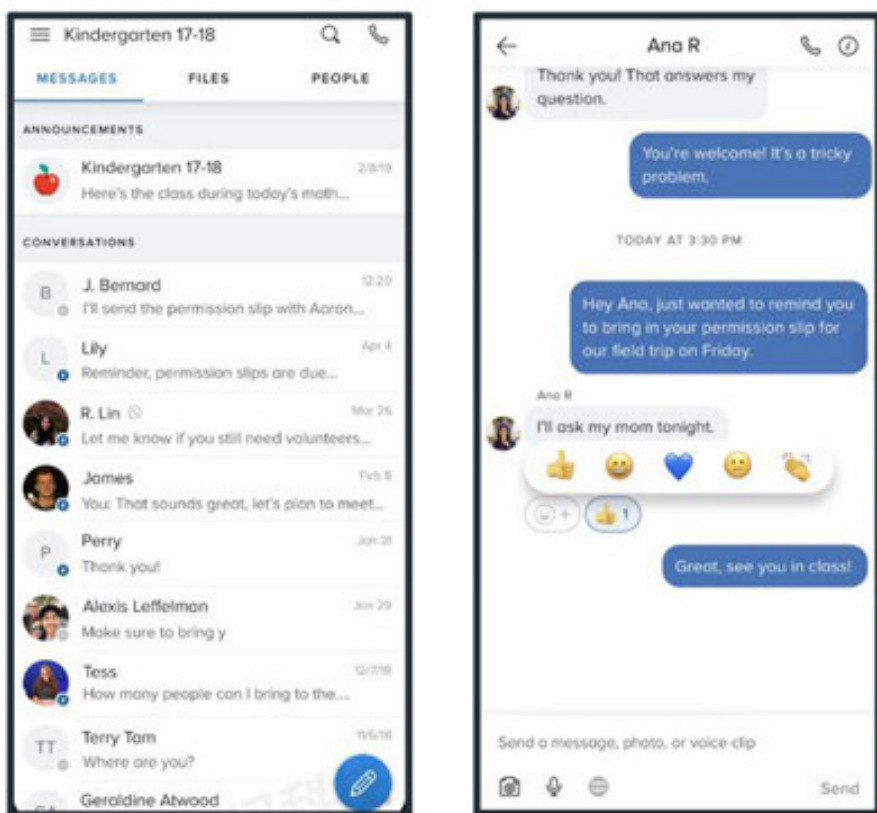 Kindergarten 17-18
MESSAGES FILES PEOPLE
ANNOUNCEMENTS
Kindergarten 17-18 2/8/19
Here's the class during today's math...
CONVERSATIONS
B J. Bernard 12:20
I'll send the permission slip with Aaron...
L Lily Apr 4
Reminder, permission slips are due...
R. Lin Mar 26
Let me know if you still need volunteers...
James Feb 8
You: That sounds great, let's plan to meet...
P Perry Jan 31
Thank you!
Alexis Leffelman Jan 29
Make sure to bring y
Tess 12/7/18
How many people can I bring to the....
TT Terry Tam 11/6/18
Where are you?
Geraldine Atwood
Ana R
Thank you! That answers my
question.
You're welcome! It's a tricky
problem.
TODAY AT 3:30 PM
Hey Ana, just wanted to remind you
to bring in your permission slip for
our field trip on Friday.
Ana R
I'll ask my mom tonight.
1
Great, see you in class!
Send a message, photo, or voice clip
Send